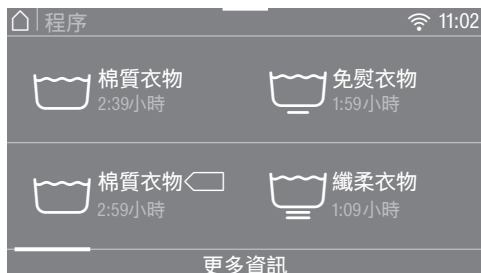 程序 11:02
棉質衣物 免熨衣物
2:39小時 1:59小時
棉質衣物 纖柔衣物
2:59小時 1:09小時
更多資訊